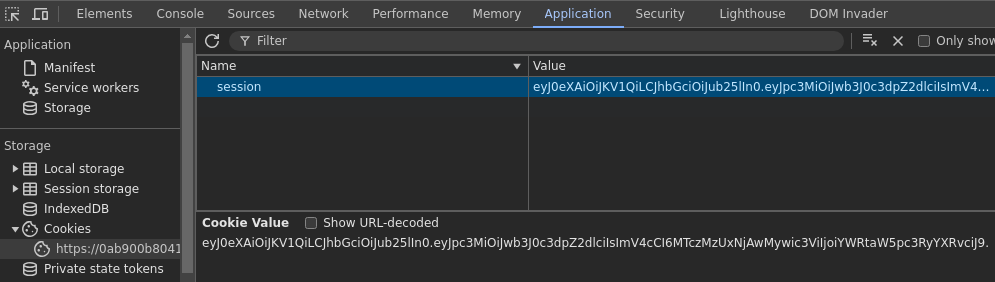 Elements Console Sources Network Performance Memory Application Security Lighthouse DOM Invader
Application
Manifest
Service workers
Storage
Storage
Local storage
Session storage
IndexedDB
Cookies
https://0ab900b8041
Private state tokens
Filter
Only show
Name Value
session eyJ0eXAiOiJKV1QiLCJhbGciOiJub25lIn0.eyJpc3MiOiJwb3J0c3dpZ2dlciIsImV4...
Cookie Value Show URL-decoded
eyJ0eXAiOiJKV1QiLCJhbGciOiJub25lIn0.eyJpc3MiOiJwb3J0c3dpZ2dlciIsImV4cCI6MTczMzUxNjAwMywic3ViIjoiYWRtaW5pc3RyYXRvciJ9.